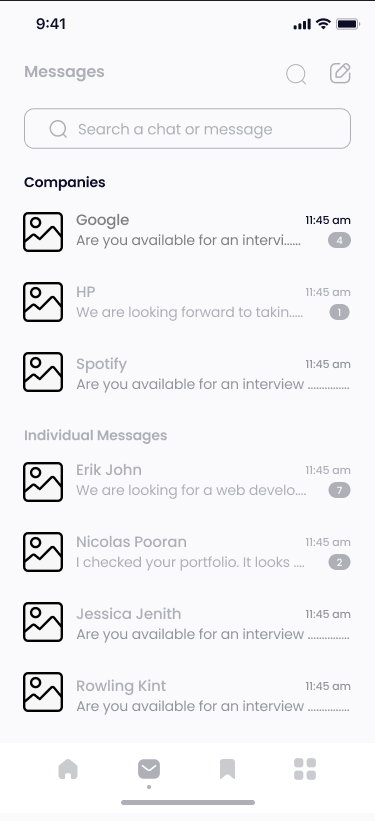 9:41
Messages
Search a chat or message
Companies
Google 11:45 am
Are you available for an intervi...... 4
HP 11:45 am
We are looking forward to takin..... 1
Spotify 11:45 am
Are you available for an interview ...............
Individual Messages
Erik John 11:45 am
We are looking for a web develo.... 7
Nicolas Pooran 11:45 am
I checked your portfolio. It looks .... 2
Jessica Jenith 11:45 am
Are you available for an interview ...............
Rowling Kint 11:45 am
Are you available for an interview ...............